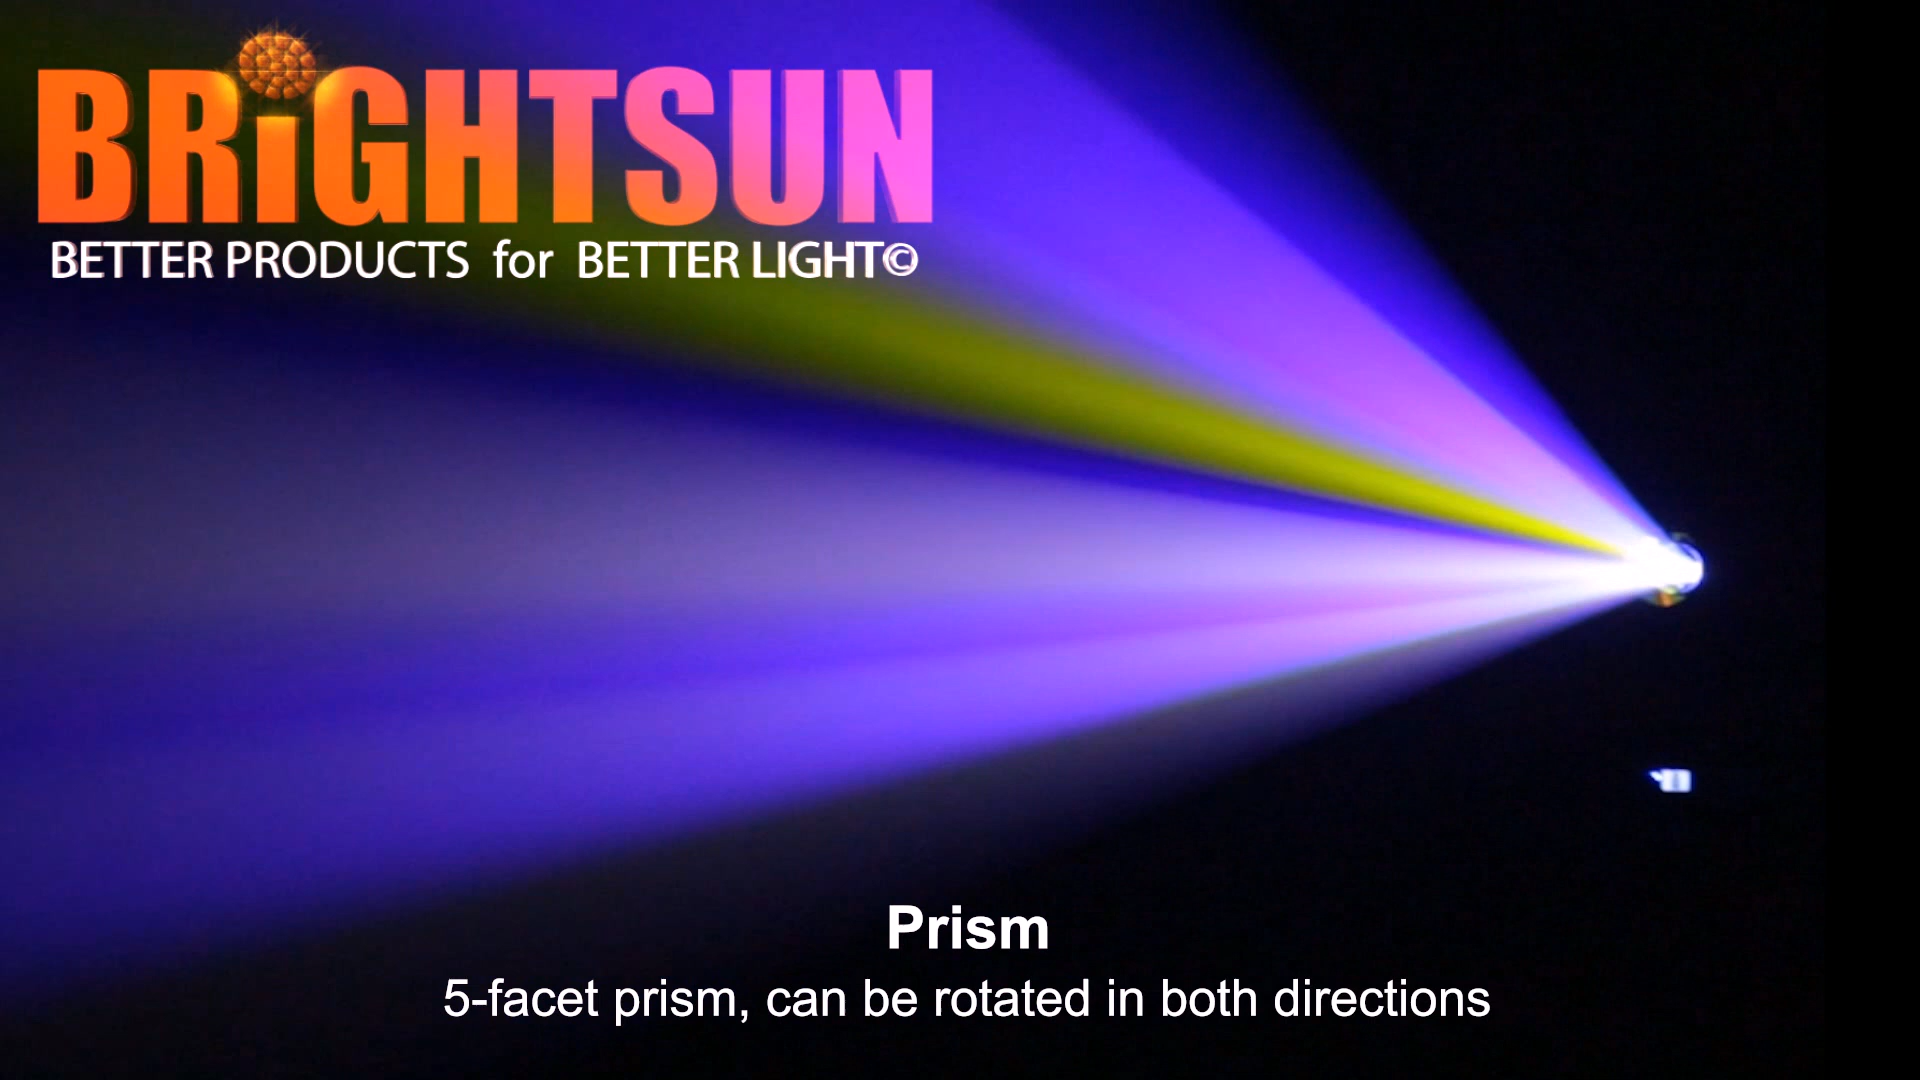 BRiGHTSUN
BETTER PRODUCTS for BETTER LIGHT©
Prism
5-facet prism, can be rotated in both directions